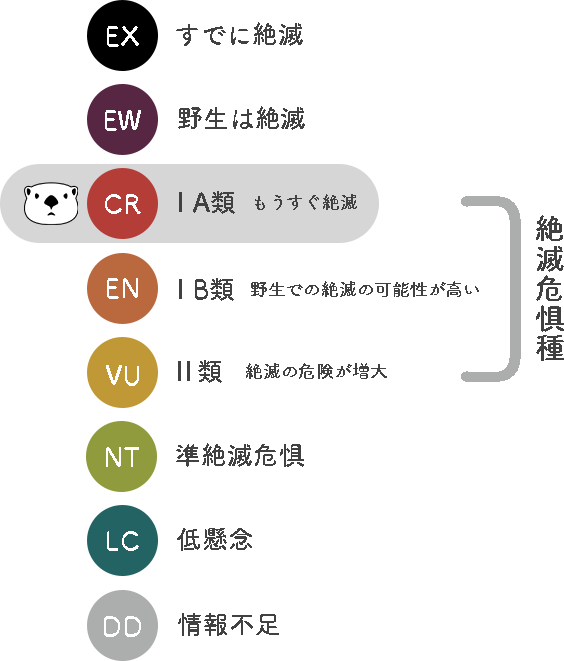 EX すでに絶滅
EW 野生は絶滅
CR ⅠA類 もうすぐ絶滅
EN ⅠB類 野生での絶滅の可能性が高い
VU Ⅱ類 絶滅の危険が増大
絶滅危惧種
NT 準絶滅危惧
LC 低懸念
DD 情報不足